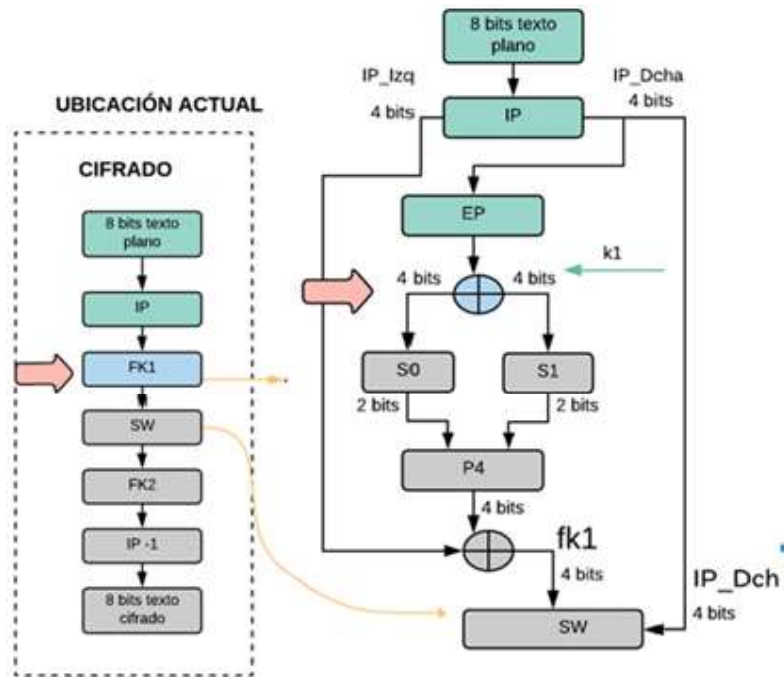 UBICACIÓN ACTUAL
CIFRADO
8 bits texto
plano
IP
FK1
SW
FK2
IP -1
8 bits texto
cifrado
8 bits texto
plano
IP_Izq
4 bits
IP_Dcha
4 bits
IP
EP
k1
4 bits
4 bits
S0
S1
2 bits
2 bits
P4
4 bits
fk1
4 bits
IP_Dch
4 bits
SW